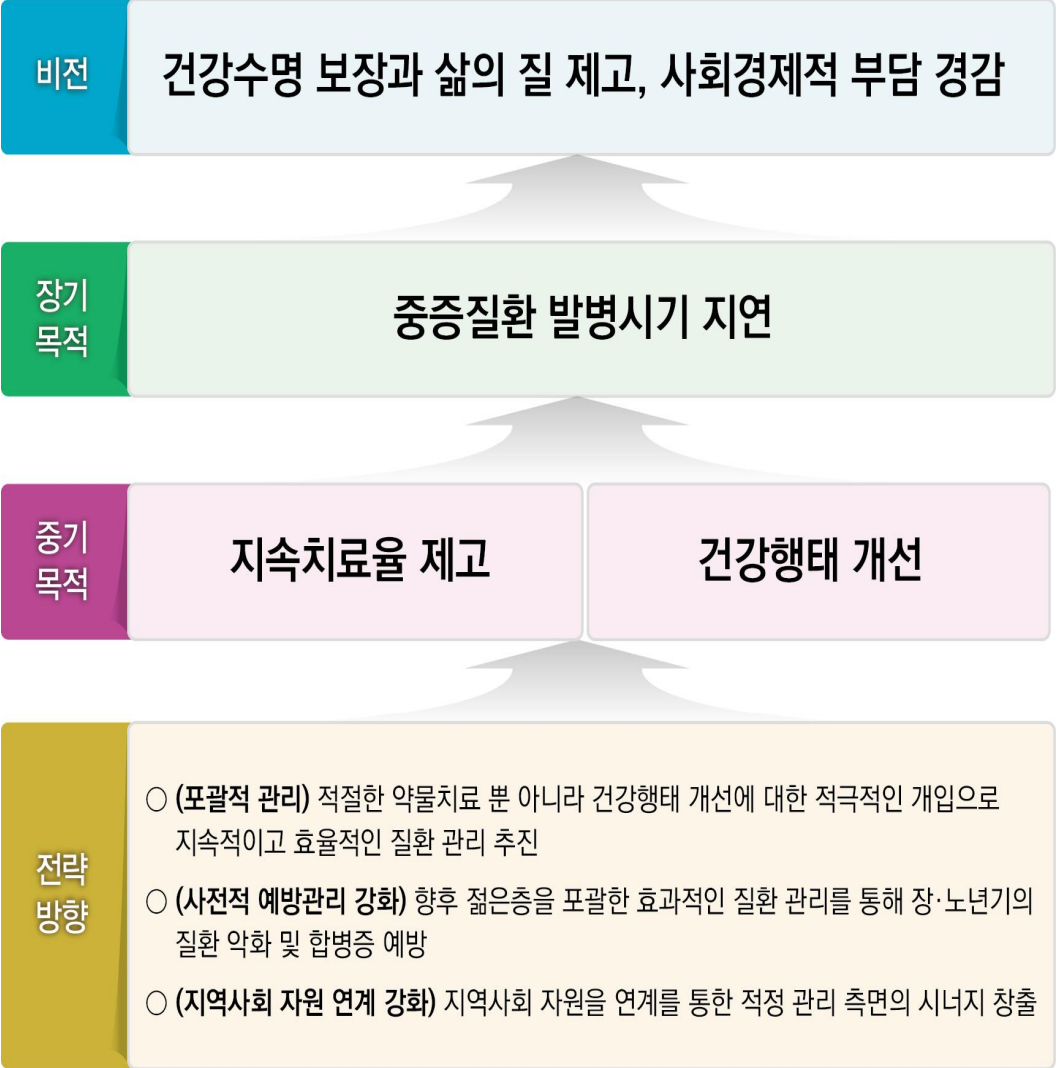 비전
건강수명 보장과 삶의 질 제고, 사회경제적 부담 경감
장기
목적
중증질환 발병시기 지연
중기
목적
지속치료율 제고
건강행태 개선
전략
방향
○ (포괄적 관리) 적절한 약물치료 뿐 아니라 건강행태 개선에 대한 적극적인 개입으로
지속적이고 효율적인 질환 관리 추진
○ (사전적 예방관리 강화) 향후 젊은층을 포괄한 효과적인 질환 관리를 통해 장·노년기의
질환 악화 및 합병증 예방
○ (지역사회 자원 연계 강화) 지역사회 자원을 연계를 통한 적정 관리 측면의 시너지 창출